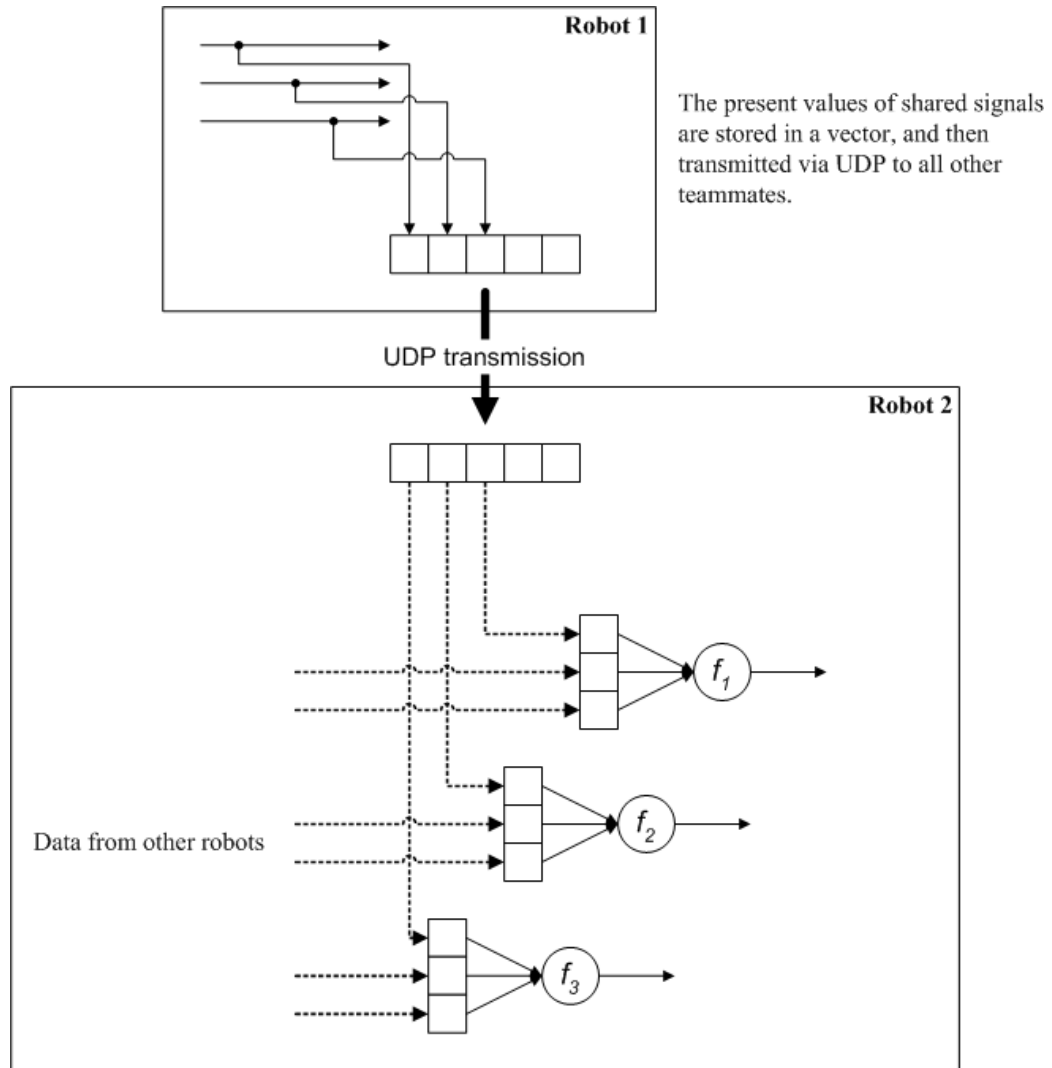 Robot 1
The present values of shared signals
are stored in a vector, and then
transmitted via UDP to all other
teammates.
UDP transmission
Robot 2
f1
f2
Data from other robots
f3